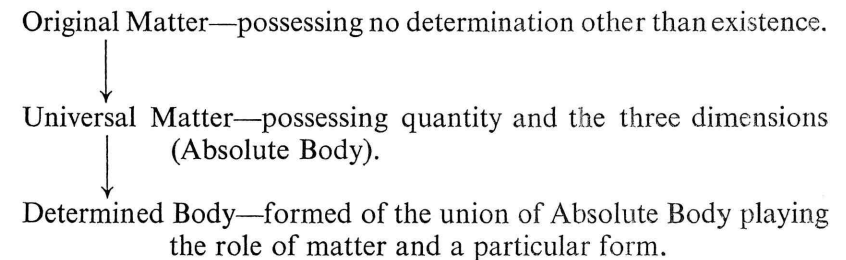 Original Matter—possessing no determination other than existence.
Universal Matter—possessing quantity and the three dimensions
(Absolute Body).
Determined Body—formed of the union of Absolute Body playing
the role of matter and a particular form.